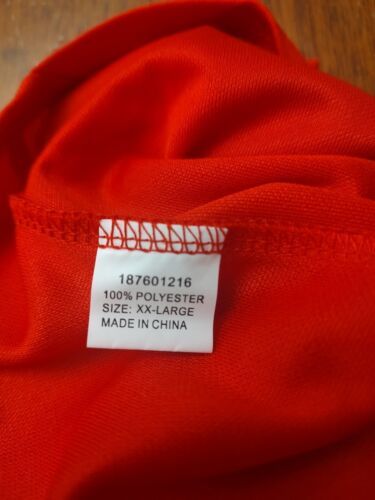 187601216
100% POLYESTER
SIZE: XX-LARGE
MADE IN CHINA